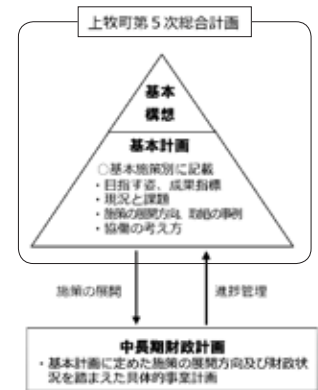 上牧町第５次総合計画
基本
構想
基本計画
○基本施策別に記載
・目指す姿、成果指標
・現況と課題
・施策の展開方向、取組の事例
・協働の考え方
施策の展開
進捗管理
中長期財政計画
・基本計画に定めた施策の展開方向及び財政状
況を踏まえた具体的事業計画